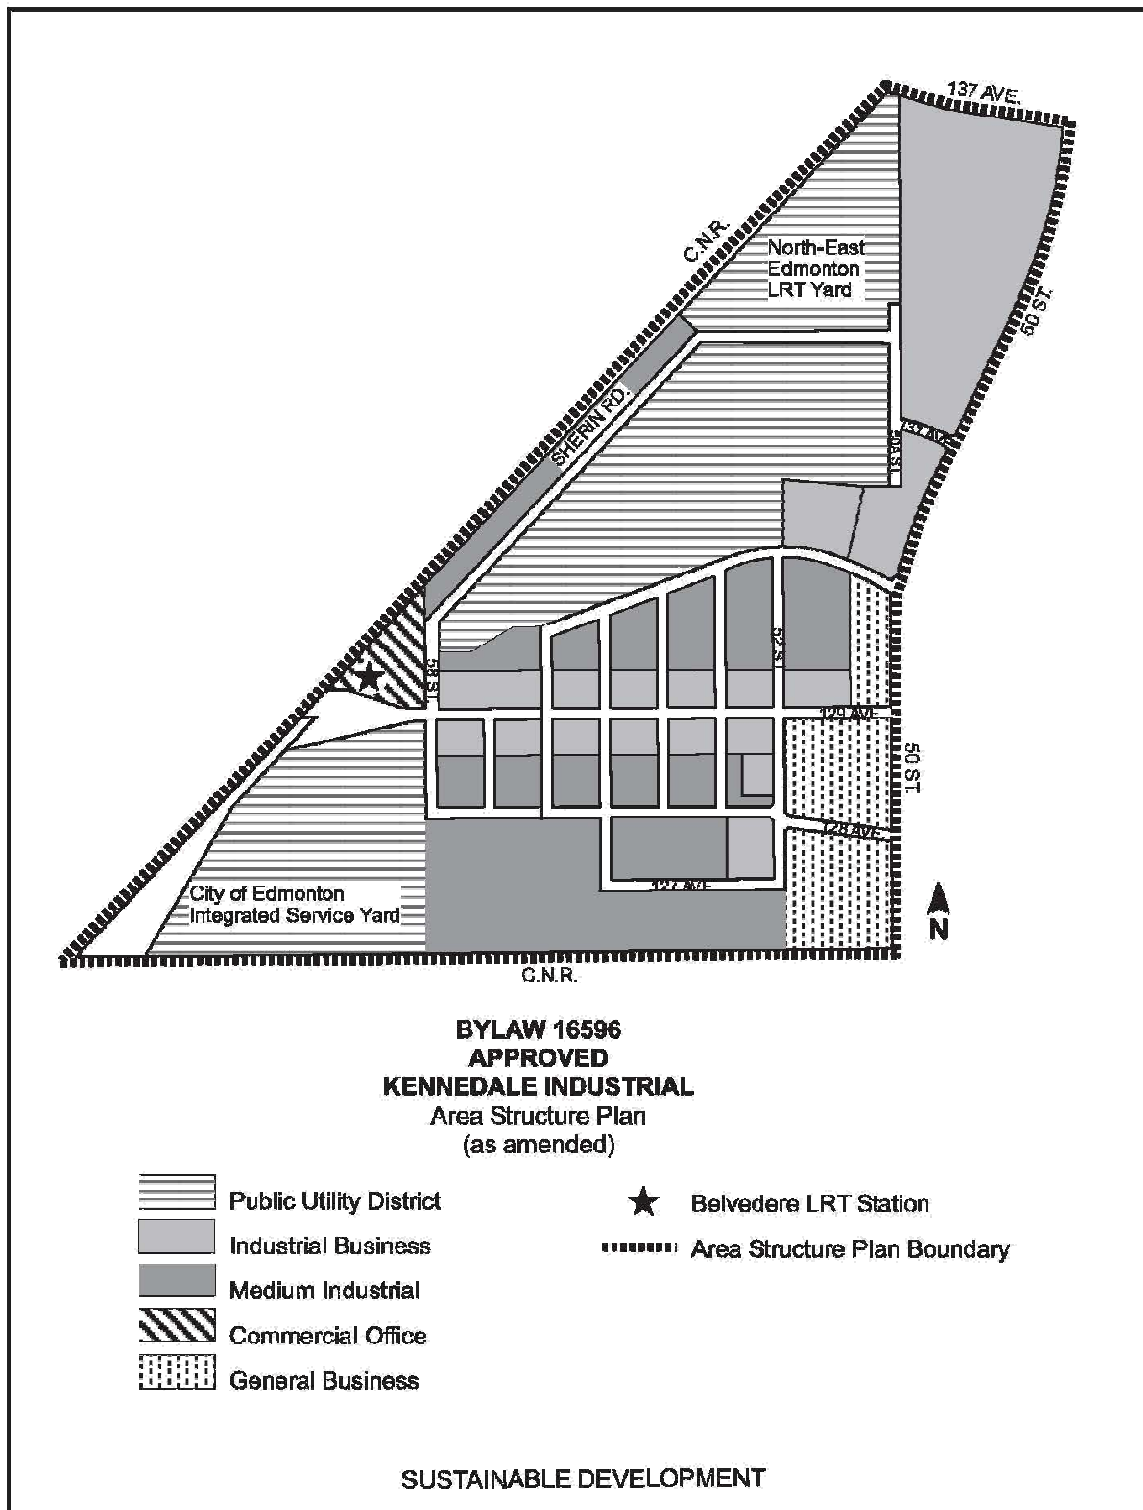 137 AVE.
C.N.R.
North-East
Edmonton
LRT Yard
50 ST.
SHERIN RD.
137 AVE
50A ST.
58 ST.
52 ST.
129 AVE.
50 ST.
128 AVE.
127 AVE.
City of Edmonton
Integrated Service Yard
N
C.N.R.
BYLAW 16596
APPROVED
KENNEDALE INDUSTRIAL
Area Structure Plan
(as amended)
Public Utility District
Industrial Business
Medium Industrial
Commercial Office
General Business
Belvedere LRT Station
Area Structure Plan Boundary
SUSTAINABLE DEVELOPMENT